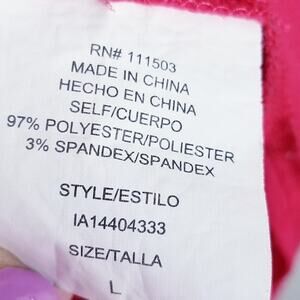 RN# 111503
MADE IN CHINA
HECHO EN CHINA
SELF/CUERPO
97% POLYESTER/POLIESTER
3% SPANDEX/SPANDEX
STYLE/ESTILO
IA14404333
SIZE/TALLA
L